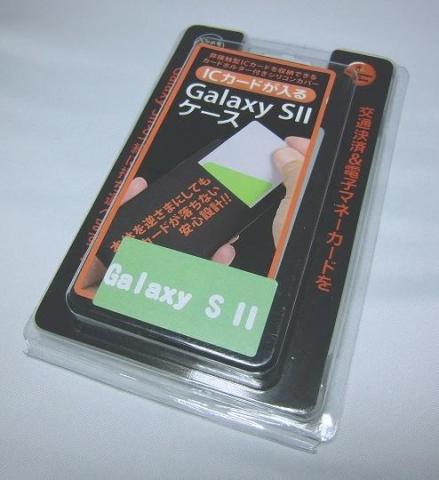 非接触型ICカードを収納できる
カードホルダー付きシリコンカバー
ICカードが入る
Galaxy SII
ケース
本体を逆さまにしても
カードが落ちない
安心設計!!
Galaxy S II
交通決済&電子マネーカードを